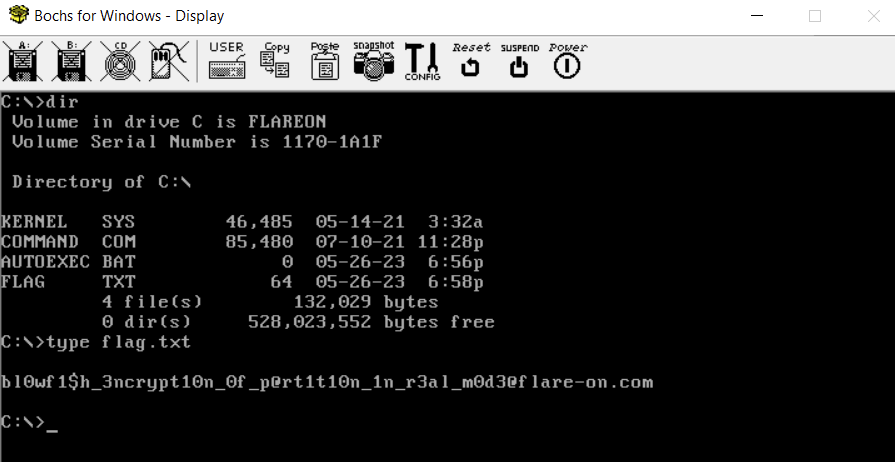 Bochs for Windows - Display
A: B: CD USER Copy Poste snapshot CONFIG Reset SUSPEND Power
C:\>dir
Volume in drive C is FLAREON
Volume Serial Number is 1170-1A1F
Directory of C:\
KERNEL SYS 46,485 05-14-21 3:32a
COMMAND COM 85,480 07-10-21 11:28p
AUTOEXEC BAT 0 05-26-23 6:56p
FLAG TXT 64 05-26-23 6:58p
4 file(s) 132,029 bytes
0 dir(s) 528,023,552 bytes free
C:\>type flag.txt
bl0wf1$h_3ncrypt10n_0f_p@rt1t10n_1n_r3al_m0d3@flare-on.com
C:\>_